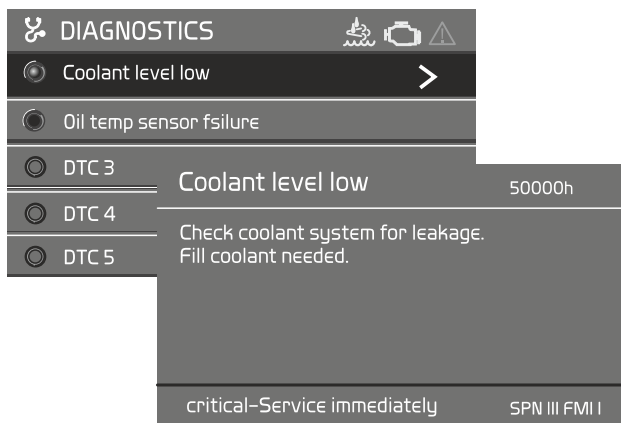 DIAGNOSTICS
Coolant level low
Oil temp sensor fsilure
DTC 3
DTC 4
DTC 5
Coolant level low 50000h
Check coolant system for leakage.
Fill coolant needed.
critical-Service immediately SPN III FMI I